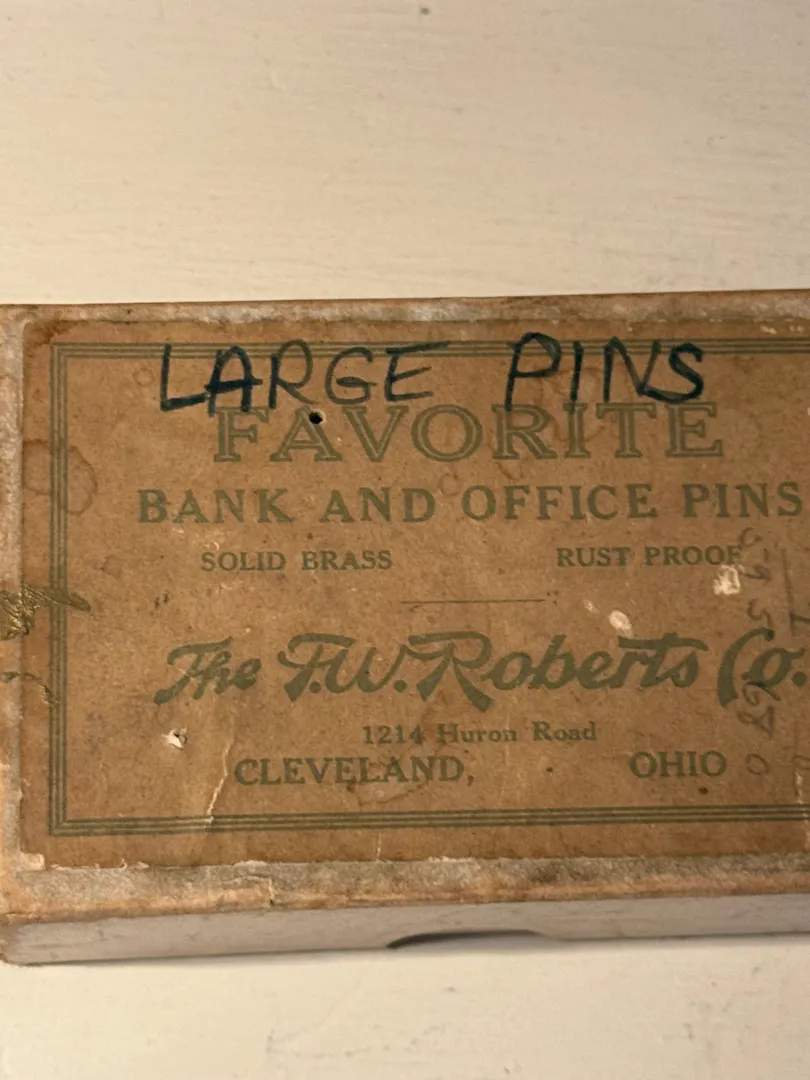 LARGE PINS
FAVORITE
BANK AND OFFICE PINS
SOLID BRASS RUST PROOF
The T.W. Roberts Co.
1214 Huron Road
CLEVELAND, OHIO